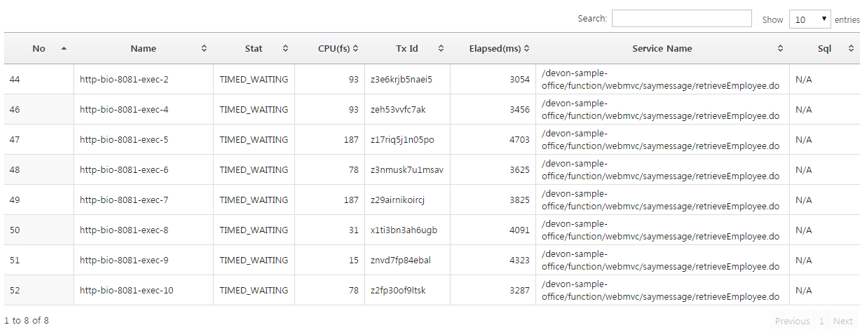 Search: Show 10 entries
No Name Stat CPU(fs) Tx Id Elapsed(ms) Service Name Sql
44 http-bio-8081-exec-2 TIMED_WAITING 93 z3e6krjb5naei5 3054 /devon-sample-office/function/webmvc/saymessage/retrieveEmployee.do N/A
46 http-bio-8081-exec-4 TIMED_WAITING 93 zeh53vvfc7ak 3456 /devon-sample-office/function/webmvc/saymessage/retrieveEmployee.do N/A
47 http-bio-8081-exec-5 TIMED_WAITING 187 z17riq5j1n05po 4703 /devon-sample-office/function/webmvc/saymessage/retrieveEmployee.do N/A
48 http-bio-8081-exec-6 TIMED_WAITING 78 z3nmusk7u1msav 3625 /devon-sample-office/function/webmvc/saymessage/retrieveEmployee.do N/A
49 http-bio-8081-exec-7 TIMED_WAITING 187 z29airnikoircj 3825 /devon-sample-office/function/webmvc/saymessage/retrieveEmployee.do N/A
50 http-bio-8081-exec-8 TIMED_WAITING 31 x1ti3bn3ah6ugb 4091 /devon-sample-office/function/webmvc/saymessage/retrieveEmployee.do N/A
51 http-bio-8081-exec-9 TIMED_WAITING 15 znvd7fp84ebal 4323 /devon-sample-office/function/webmvc/saymessage/retrieveEmployee.do N/A
52 http-bio-8081-exec-10 TIMED_WAITING 78 z2fp30of9ltsk 3287 /devon-sample-office/function/webmvc/saymessage/retrieveEmployee.do N/A
1 to 8 of 8 Previous 1 Next